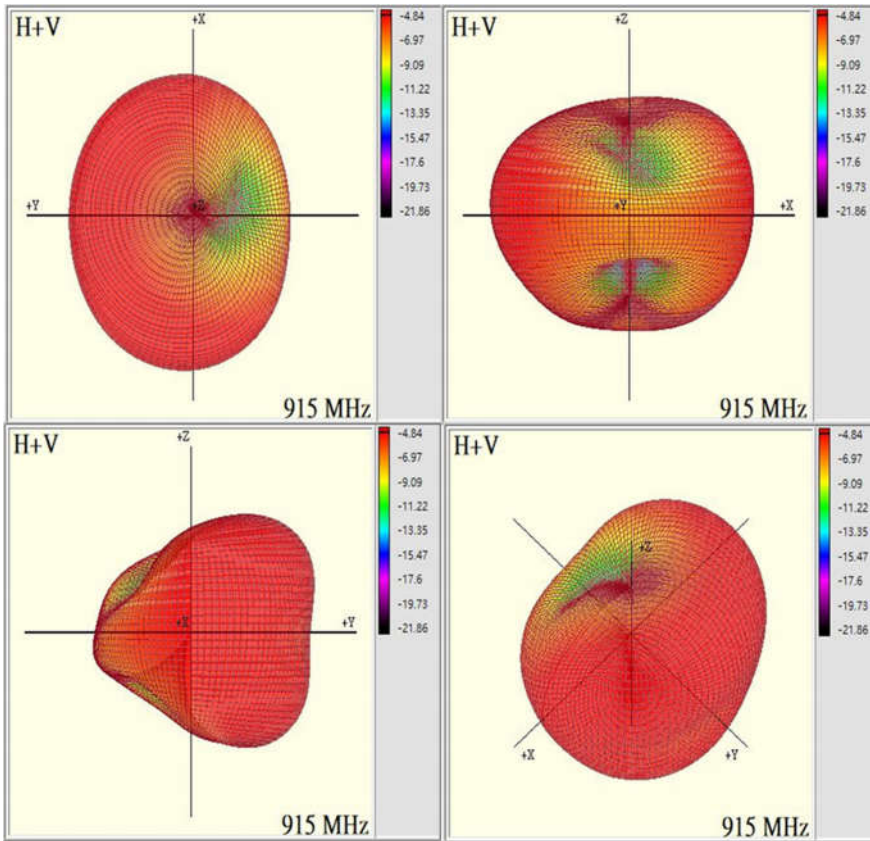 H+V
+X
+Y
+Z
915 MHz
-4.84
-6.97
-9.09
-11.22
-13.35
-15.47
-17.6
-19.73
-21.86
H+V
+Z
+Y
+X
915 MHz
-4.84
-6.97
-9.09
-11.22
-13.35
-15.47
-17.6
-19.73
-21.86
H+V
+Z
+X
+Y
915 MHz
-4.84
-6.97
-9.09
-11.22
-13.35
-15.47
-17.6
-19.73
-21.86
H+V
+Z
+X
+Y
915 MHz
-4.84
-6.97
-9.09
-11.22
-13.35
-15.47
-17.6
-19.73
-21.86